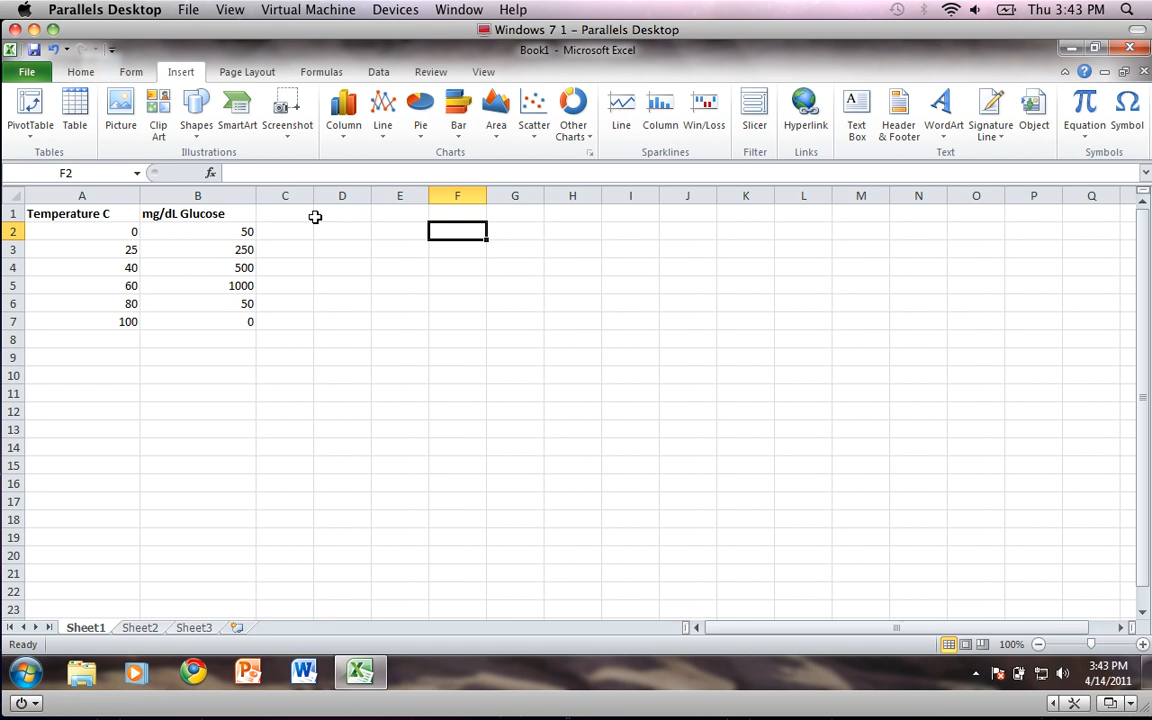 Parallels Desktop File View Virtual Machine Devices Window Help Thu 3:43 PM
Windows 7 1 – Parallels Desktop
Book1 - Microsoft Excel
File Home Form Insert Page Layout Formulas Data Review View
PivotTable Table Picture Clip Art Shapes SmartArt Screenshot Column Line Pie Bar Area Scatter Other Charts Line Column Win/Loss Slicer Hyperlink Text Box Header & Footer WordArt Signature Line Object Equation Symbol
Tables Illustrations Charts Sparklines Filter Links Text Symbols
F2 fx
A B C D E F G H I J K L M N O P Q
1 Temperature C mg/dL Glucose
2 0 50
3 25 250
4 40 500
5 60 1000
6 80 50
7 100 0
8
9
10
11
12
13
14
15
16
17
18
19
20
21
22
23
Sheet1 Sheet2 Sheet3
Ready 100%
3:43 PM
4/14/2011